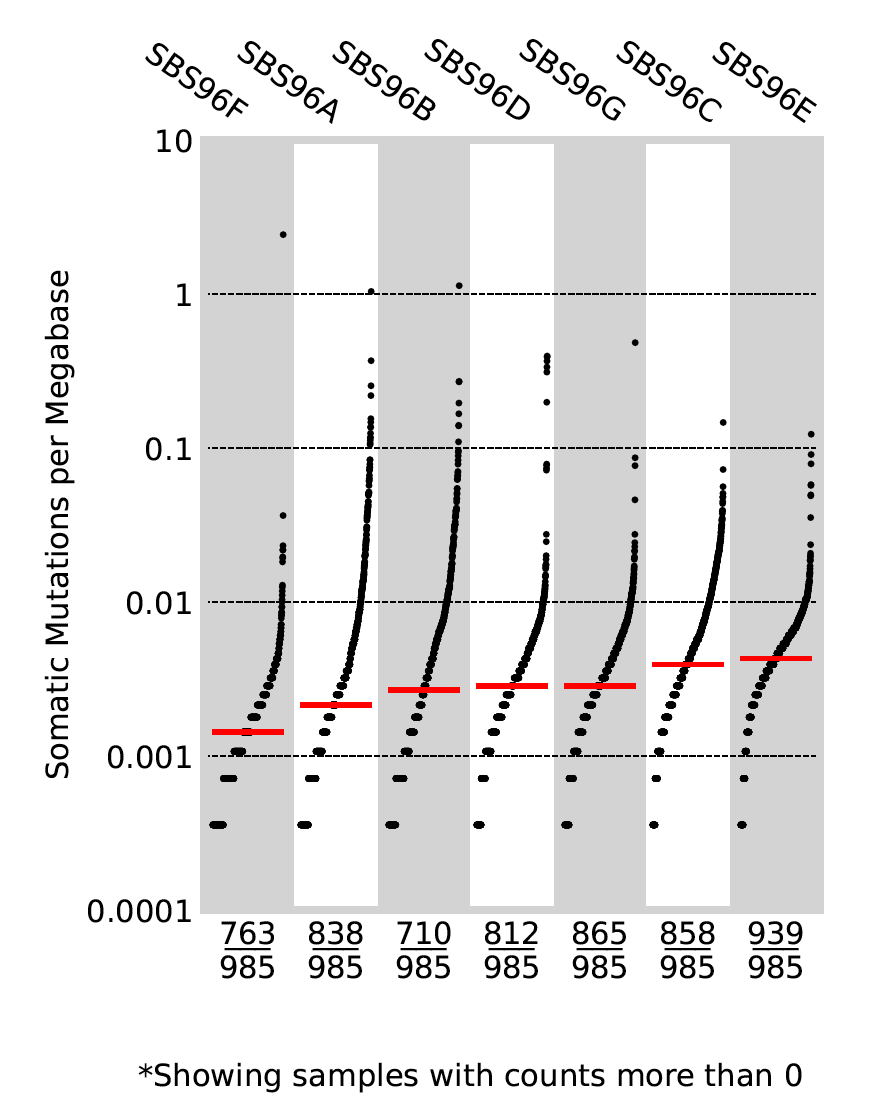 SBS96F
SBS96A
SBS96B
SBS96D
SBS96G
SBS96C
SBS96E
Somatic Mutations per Megabase
10
1
0.1
0.01
0.001
0.0001
763 838 710 812 865 858 939
985 985 985 985 985 985 985
*Showing samples with counts more than 0